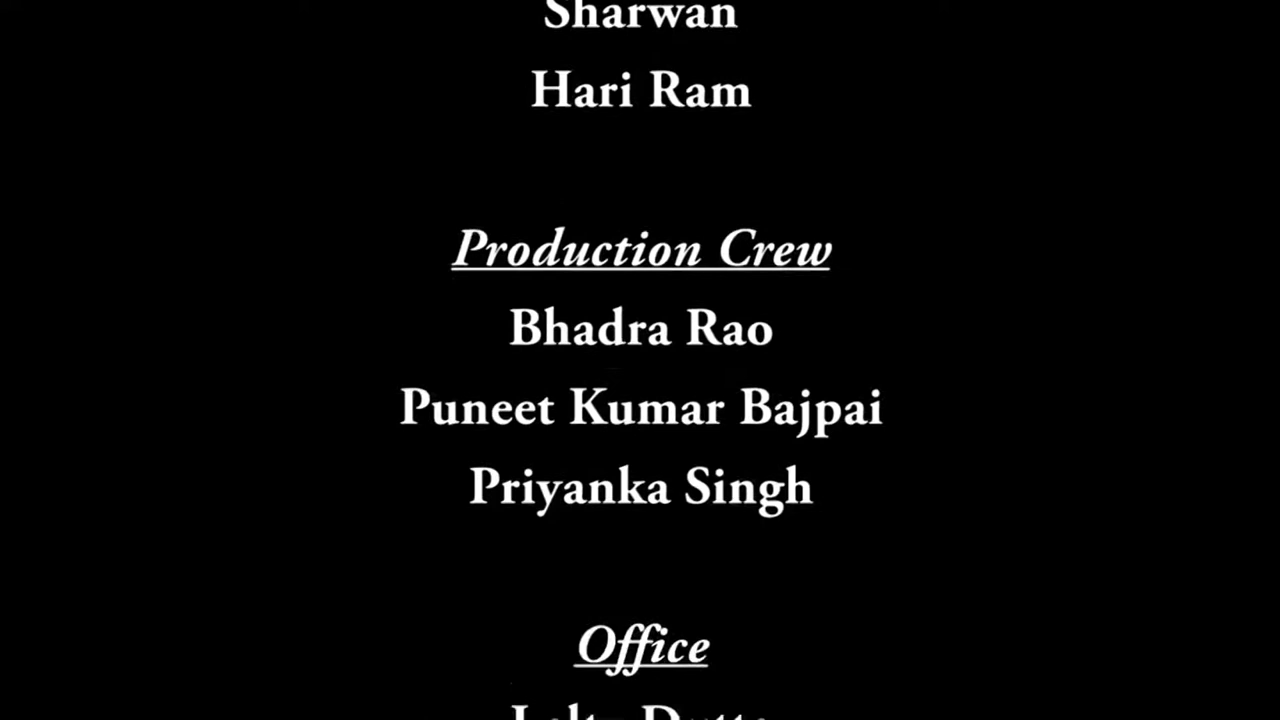 Sharwan
Hari Ram
Production Crew
Bhadra Rao
Puneet Kumar Bajpai
Priyanka Singh
Office